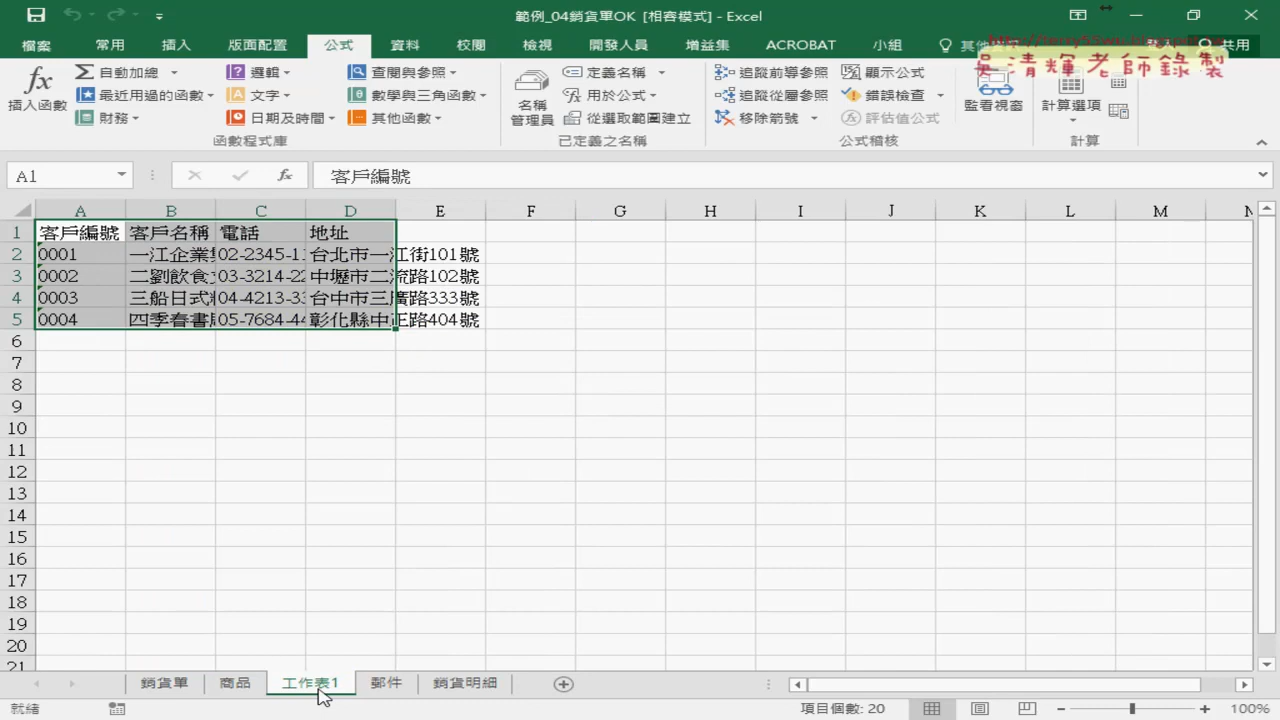 範例_04銷貨單OK [相容模式] - Excel
檔案 常用 插入 版面配置 公式 資料 校閱 檢視 開發人員 增益集 ACROBAT 小組 共用
吳清輝老師錄製
插入函數
自動加總
最近用過的函數
財務
邏輯
文字
日期及時間
查閱與參照
數學與三角函數
其他函數
函數程式庫
名稱管理員
定義名稱
用於公式
從選取範圍建立
已定義之名稱
追蹤前導參照
追蹤從屬參照
移除箭號
顯示公式
錯誤檢查
評估值公式
公式稽核
監看視窗
計算選項
計算
A1 fx 客戶編號
A B C D E F G H I J K L M N
1 客戶編號 客戶名稱 電話 地址
2 0001 一江企業 02-2345-1 台北市一江街101號
3 0002 二劉飲食 03-3214-22 中壢市二流路102號
4 0003 三船日式 04-4213-33 台中市三廣路333號
5 0004 四季春書 05-7684-44 彰化縣中正路404號
6
7
8
9
10
11
12
13
14
15
16
17
18
19
20
21
銷貨單 商品 工作表1 郵件 銷貨明細
就緒 項目個數: 20 100%